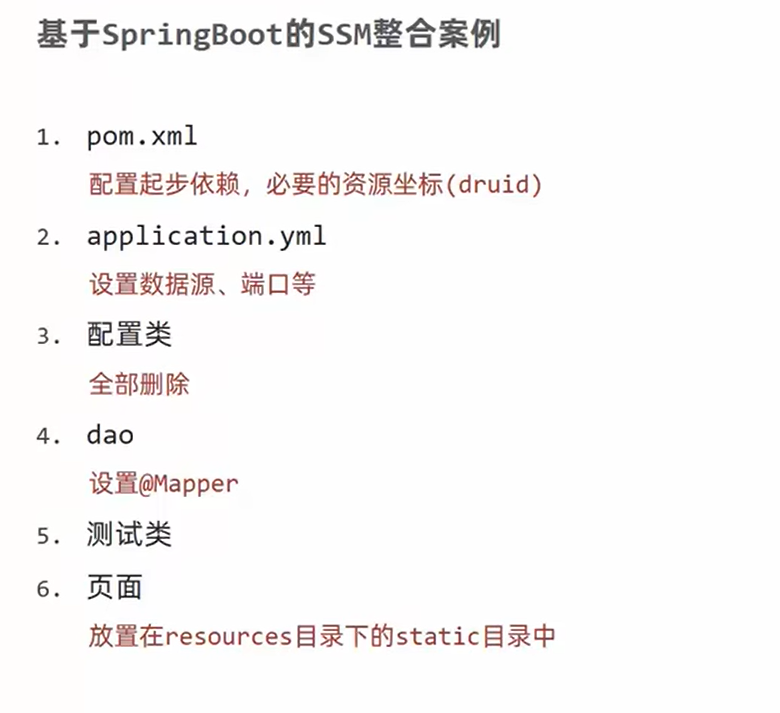 基于SpringBoot的SSM整合案例
1. pom.xml
配置起步依赖，必要的资源坐标(druid)
2. application.yml
设置数据源、端口等
3. 配置类
全部删除
4. dao
设置@Mapper
5. 测试类
6. 页面
放置在resources目录下的static目录中